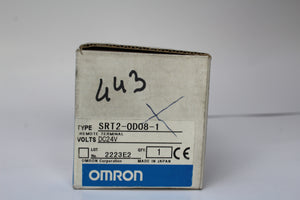 443
TYPE SRT2-OD08-1
REMOTE TERMINAL
VOLTS DC24V
LOT No. 2223E2 QTY 1 CE
OMRON Corporation MADE IN JAPAN
OMRON